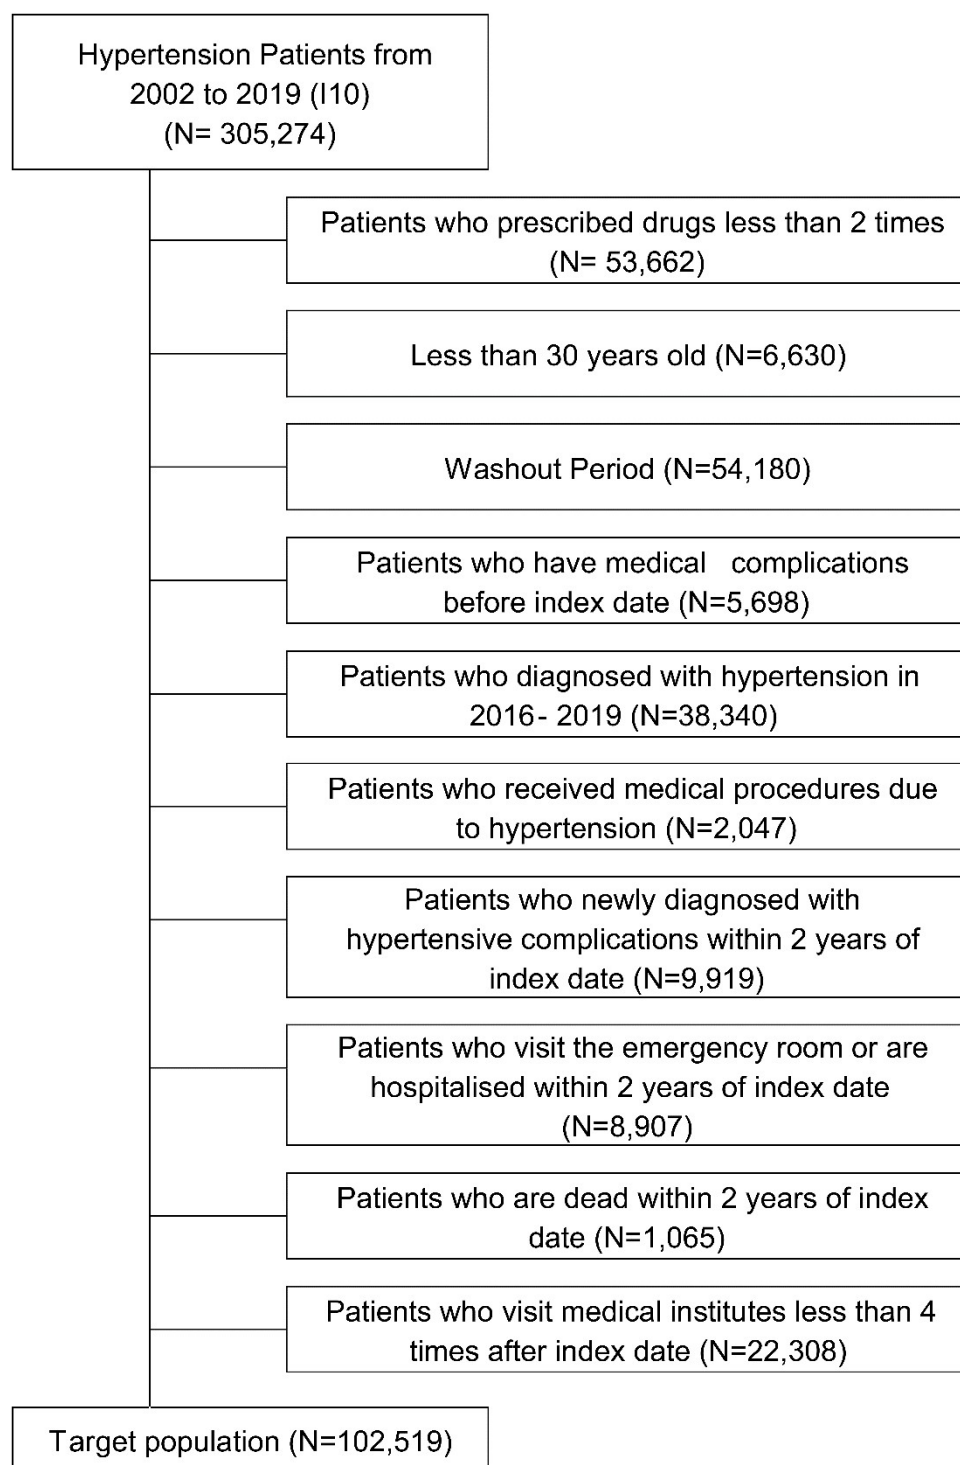 Hypertension Patients from
2002 to 2019 (I10)
(N= 305,274)
Patients who prescribed drugs less than 2 times
(N= 53,662)
Less than 30 years old (N=6,630)
Washout Period (N=54,180)
Patients who have medical complications
before index date (N=5,698)
Patients who diagnosed with hypertension in
2016- 2019 (N=38,340)
Patients who received medical procedures due
to hypertension (N=2,047)
Patients who newly diagnosed with
hypertensive complications within 2 years of
index date (N=9,919)
Patients who visit the emergency room or are
hospitalised within 2 years of index date
(N=8,907)
Patients who are dead within 2 years of index
date (N=1,065)
Patients who visit medical institutes less than 4
times after index date (N=22,308)
Target population (N=102,519)